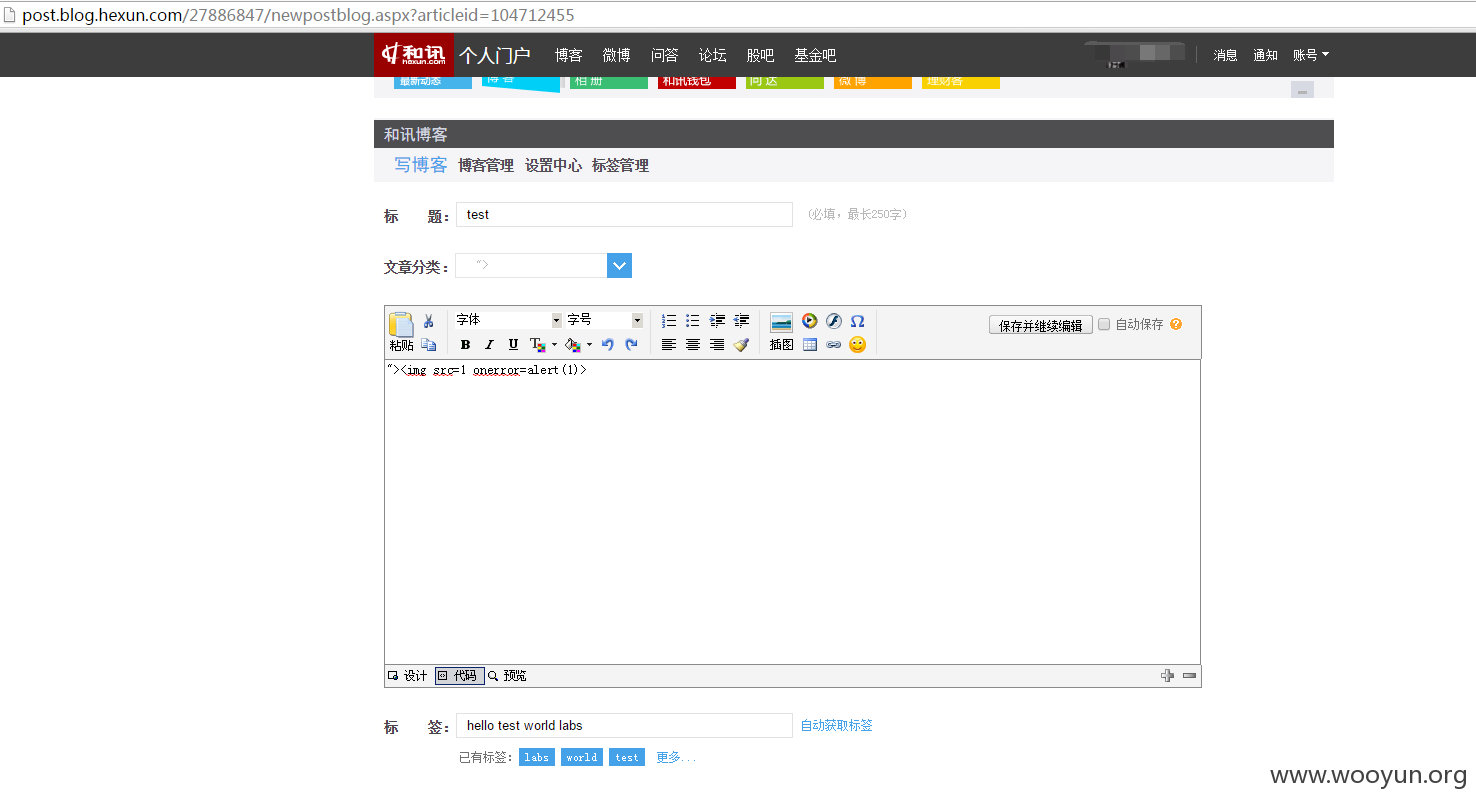 post.blog.hexun.com/27886847/newpostblog.aspx?articleid=104712455
和讯 hexun.com 个人门户 博客 微博 问答 论坛 股吧 基金吧 消息 通知 账号
最新动态 博客 相册 和讯钱包 问达 微博 理财客
和讯博客
写博客 博客管理 设置中心 标签管理
标 题： test (必填，最长250字)
文章分类： ">
字体 字号 保存并继续编辑 自动保存
粘贴 B I U T 插图
"><img src=1 onerror=alert(1)>
设计 代码 预览
标 签： hello test world labs 自动获取标签
已有标签： labs world test 更多...
www.wooyun.org